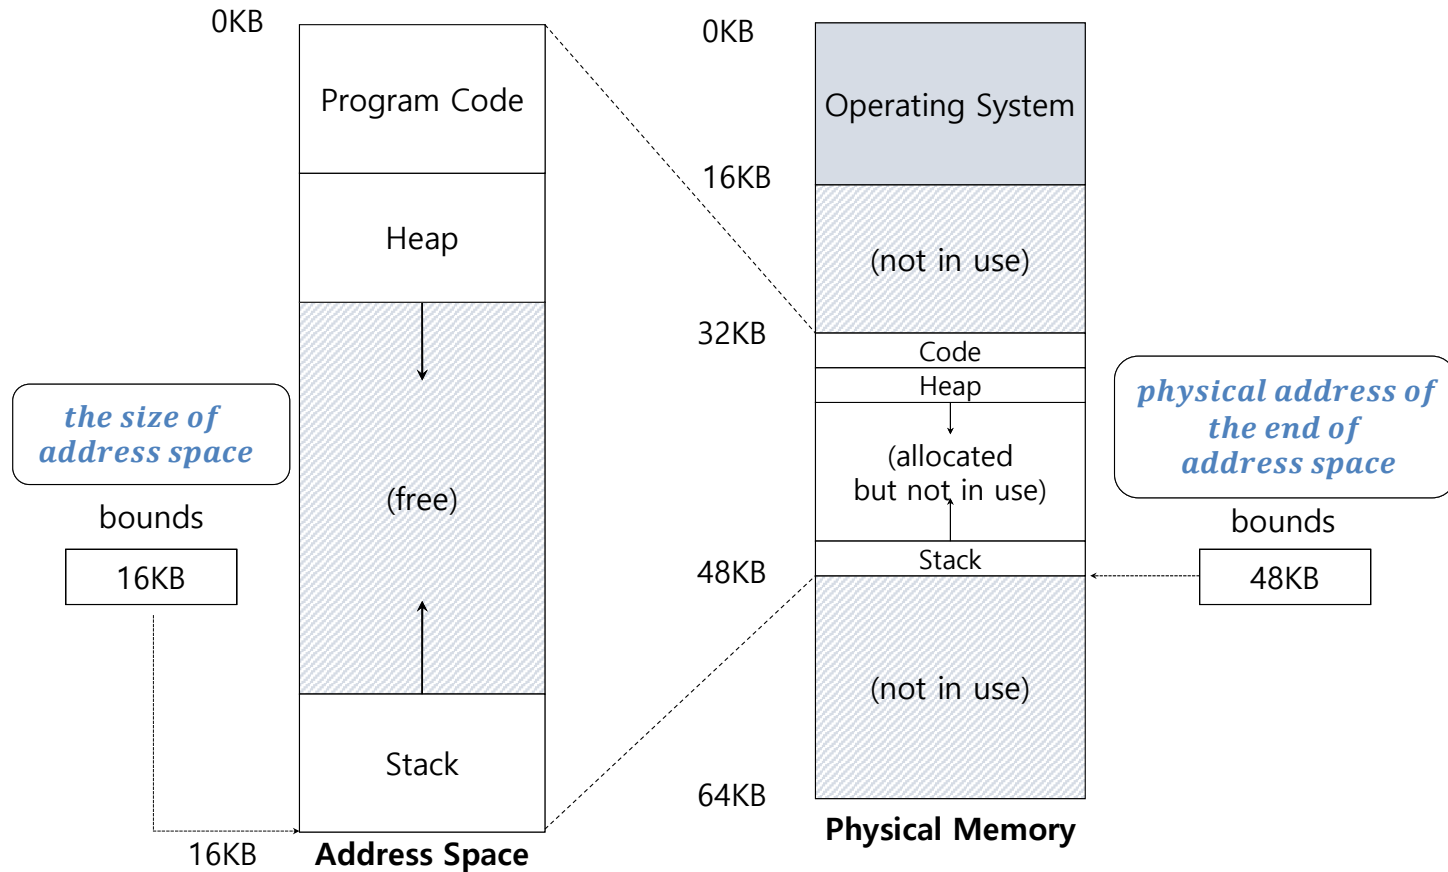 0KB
Program Code
Heap
the size of
address space
(free)
bounds
16KB
Stack
16KB
Address Space
0KB
Operating System
16KB
(not in use)
32KB
Code
Heap
(allocated
but not in use)
Stack
48KB
(not in use)
64KB
Physical Memory
physical address of
the end of
address space
bounds
48KB